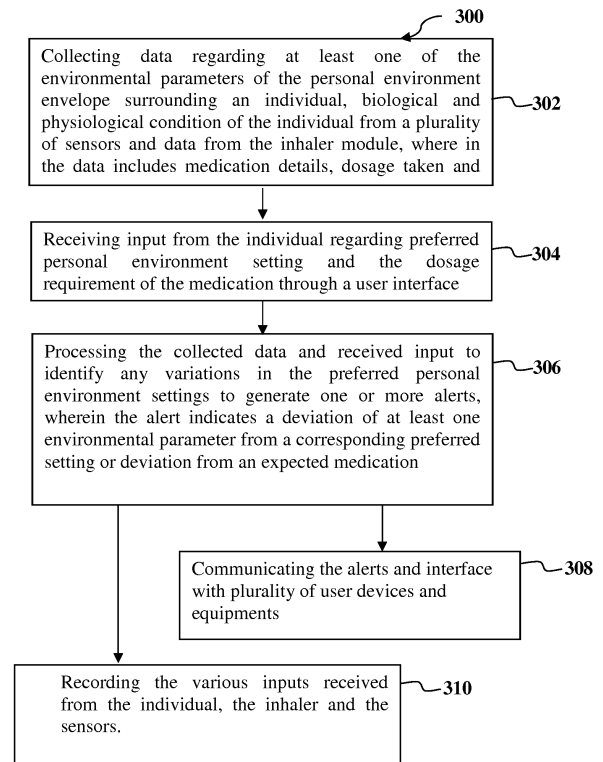 300
Collecting data regarding at least one of the
environmental parameters of the personal environment
envelope surrounding an individual, biological and
physiological condition of the individual from a plurality
of sensors and data from the inhaler module, where in
the data includes medication details, dosage taken and
302
Receiving input from the individual regarding preferred
personal environment setting and the dosage
requirement of the medication through a user interface
304
Processing the collected data and received input to
identify any variations in the preferred personal
environment settings to generate one or more alerts,
wherein the alert indicates a deviation of at least one
environmental parameter from a corresponding preferred
setting or deviation from an expected medication
306
Communicating the alerts and interface
with plurality of user devices and
equipments
308
Recording the various inputs received
from the individual, the inhaler and the
sensors.
310